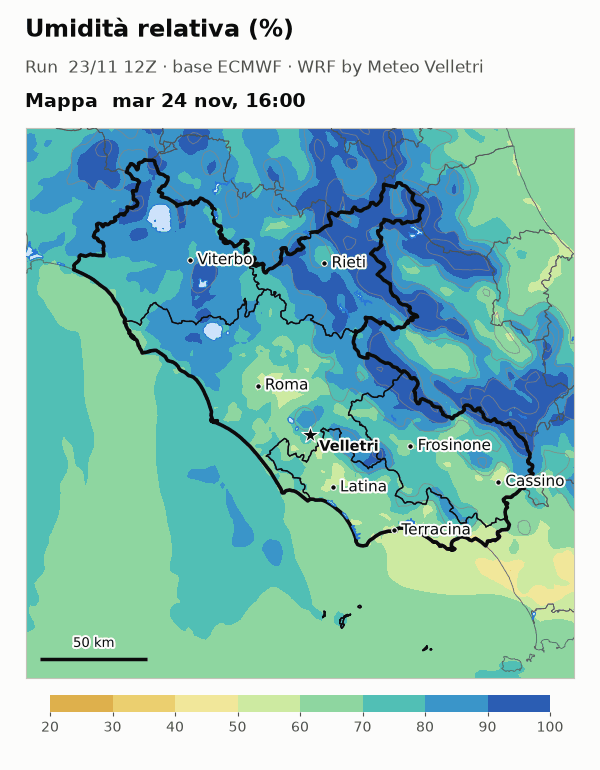 Umidità relativa (%)
Run  23/11 12Z · base ECMWF · WRF by Meteo Velletri
Mappa  mar 24 nov, 16:00
Viterbo
Rieti
Roma
Velletri
Frosinone
Cassino
Latina
Terracina
50 km
20 30 40 50 60 70 80 90 100